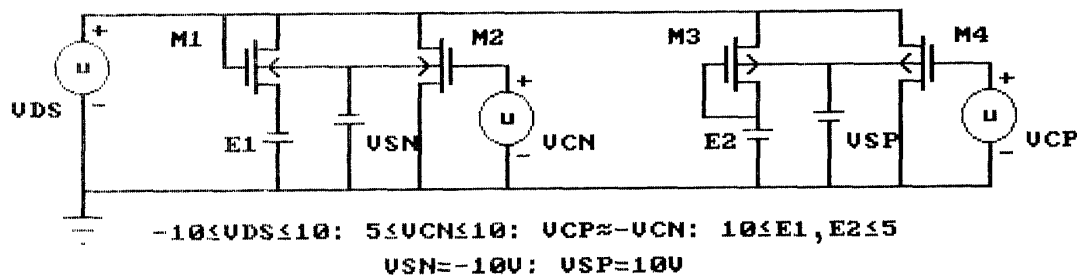 M1 M2 M3 M4
+ + +
u u u
- VDS E1 VSN - VCN E2 VSP - VCP
-10≤VDS≤10: 5≤VCN≤10: VCP≈-VCN: 10≤E1,E2≤5
VSN=-10V: VSP=10V